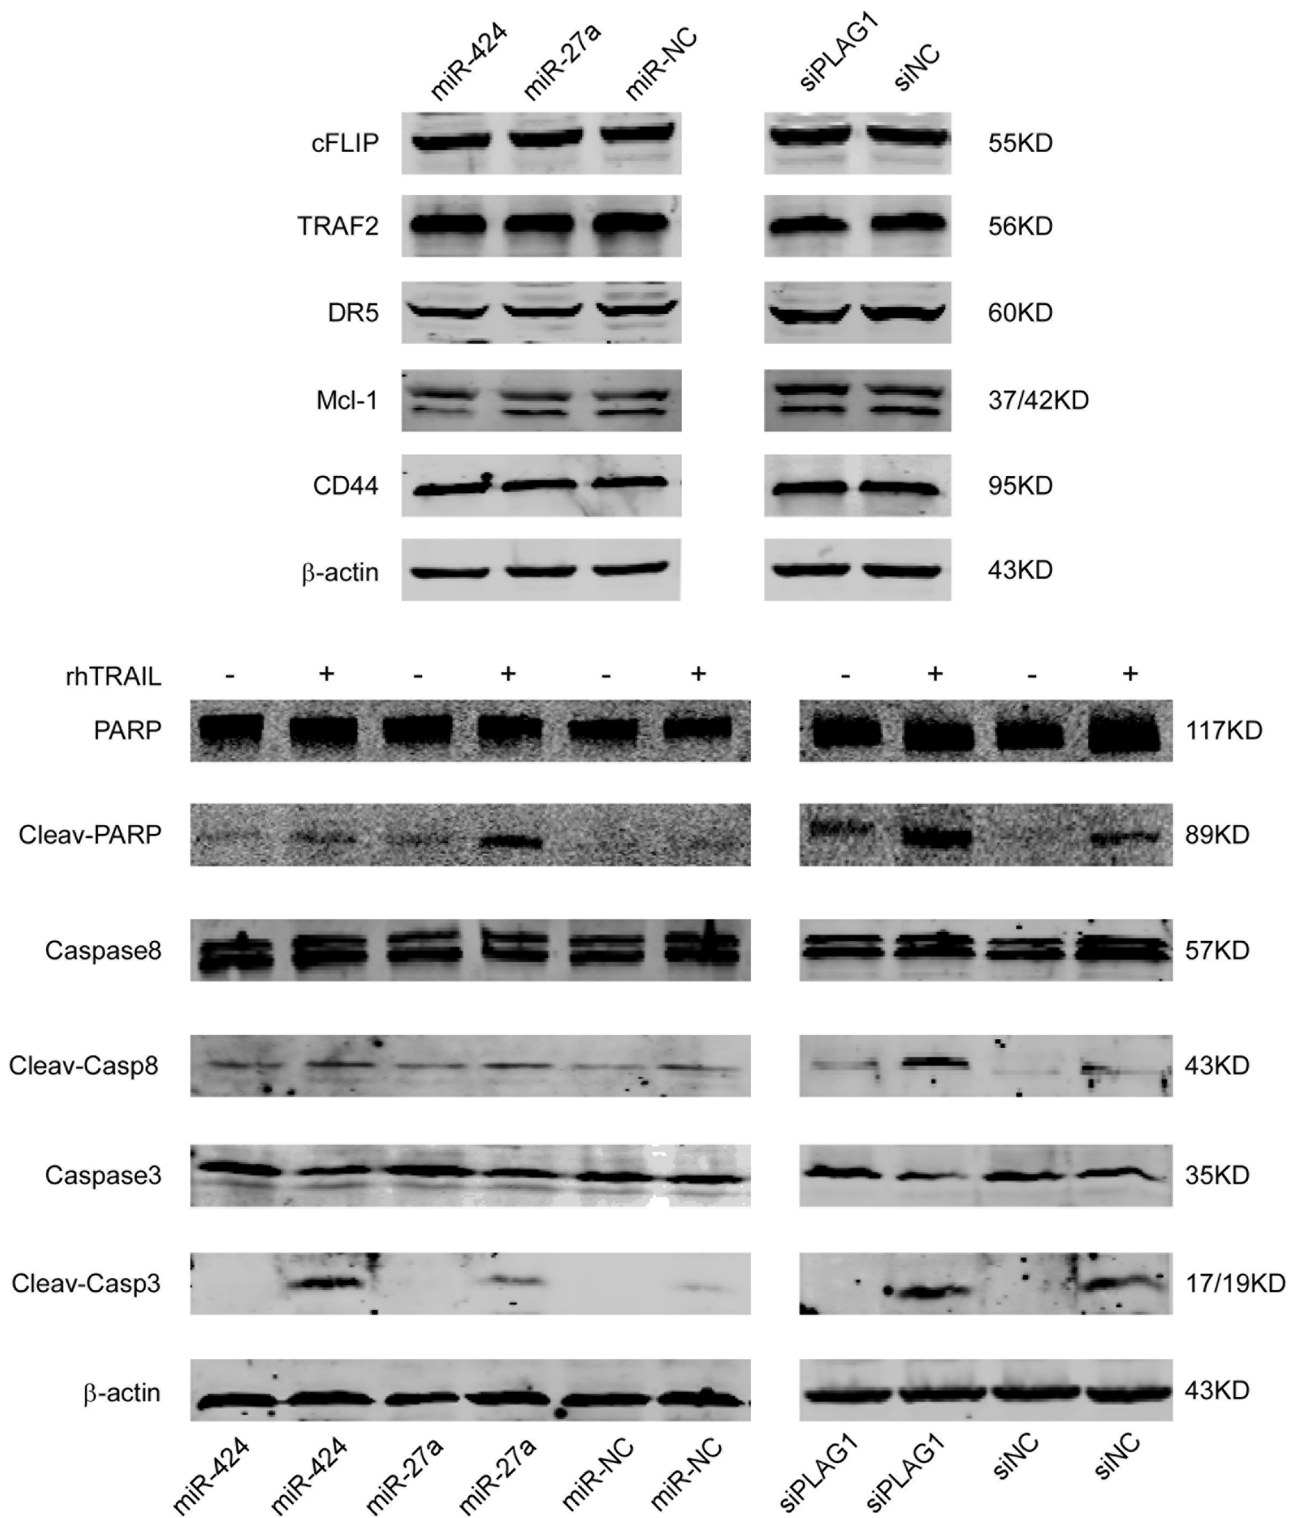 miR-424 miR-27a miR-NC siPLAG1 siNC
cFLIP 55KD
TRAF2 56KD
DR5 60KD
Mcl-1 37/42KD
CD44 95KD
β-actin 43KD
rhTRAIL - + - + - + - + - +
PARP 117KD
Cleav-PARP 89KD
Caspase8 57KD
Cleav-Casp8 43KD
Caspase3 35KD
Cleav-Casp3 17/19KD
β-actin 43KD
miR-424 miR-424 miR-27a miR-27a miR-NC miR-NC siPLAG1 siPLAG1 siNC siNC